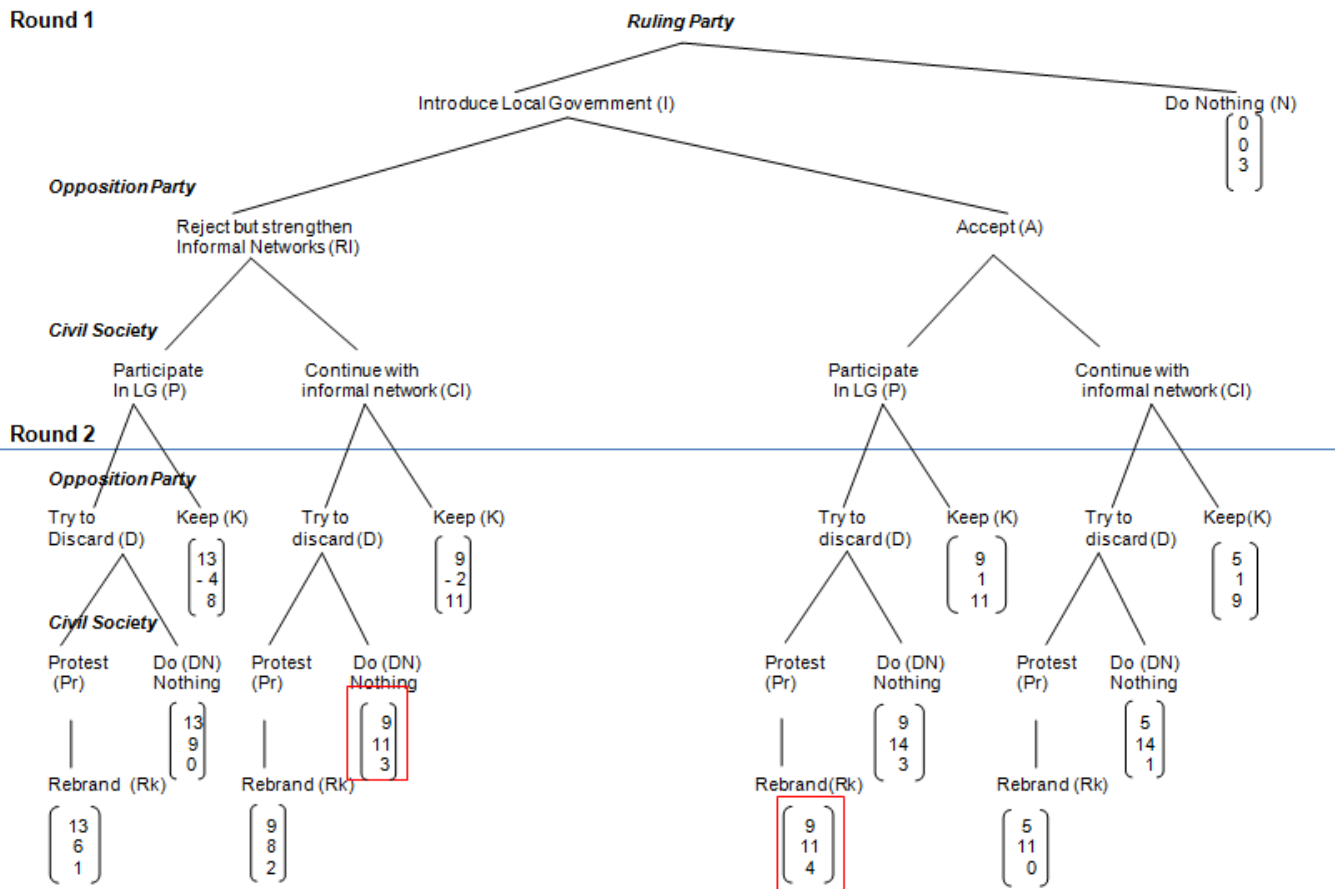 Round 1
Ruling Party
Introduce Local Government (I)
Do Nothing (N)
0
0
3
Opposition Party
Reject but strengthen
Informal Networks (RI)
Accept (A)
Civil Society
Participate
In LG (P)
Continue with
informal network (CI)
Participate
In LG (P)
Continue with
informal network (CI)
Round 2
Opposition Party
Try to
Discard (D)
Keep (K)
13
- 4
8
Try to
discard (D)
Keep (K)
9
- 2
11
Try to
discard (D)
Keep (K)
9
1
11
Try to
discard (D)
Keep(K)
5
1
9
Civil Society
Protest
(Pr)
Do (DN)
Nothing
13
9
0
Protest
(Pr)
Do (DN)
Nothing
9
11
3
Protest
(Pr)
Do (DN)
Nothing
9
14
3
Protest
(Pr)
Do (DN)
Nothing
5
14
1
Rebrand (Rk)
13
6
1
Rebrand (Rk)
9
8
2
Rebrand(Rk)
9
11
4
Rebrand (Rk)
5
11
0